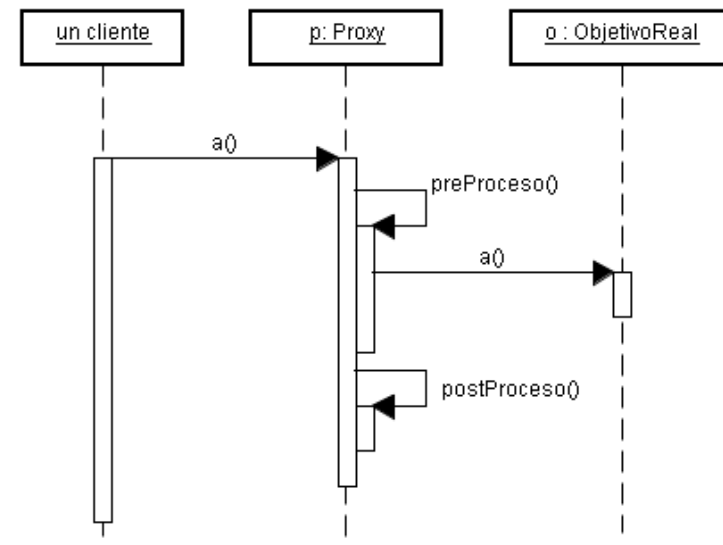 un cliente
p: Proxy
o : ObjetivoReal
a()
preProceso()
a()
postProceso()